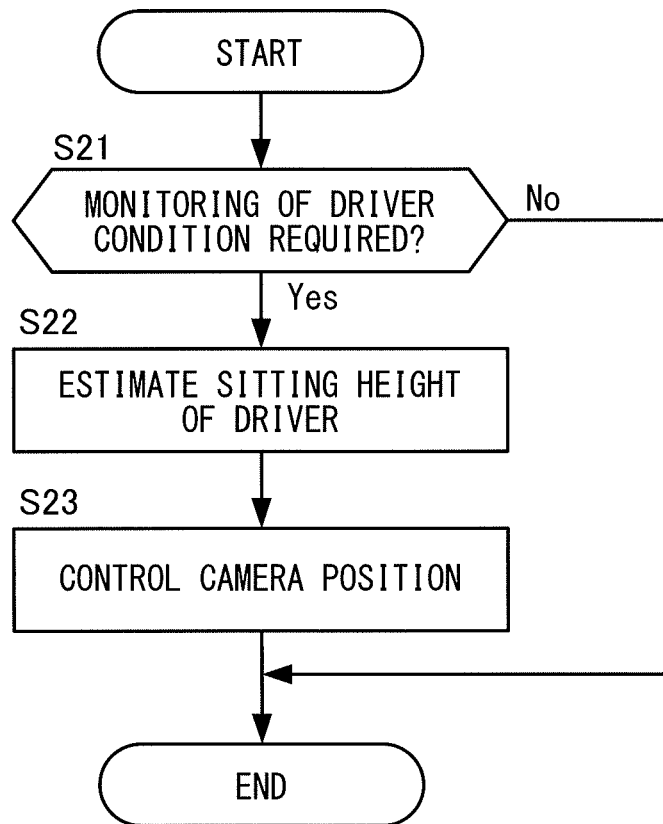 START
S21
MONITORING OF DRIVER
CONDITION REQUIRED?
No
Yes
S22
ESTIMATE SITTING HEIGHT
OF DRIVER
S23
CONTROL CAMERA POSITION
END